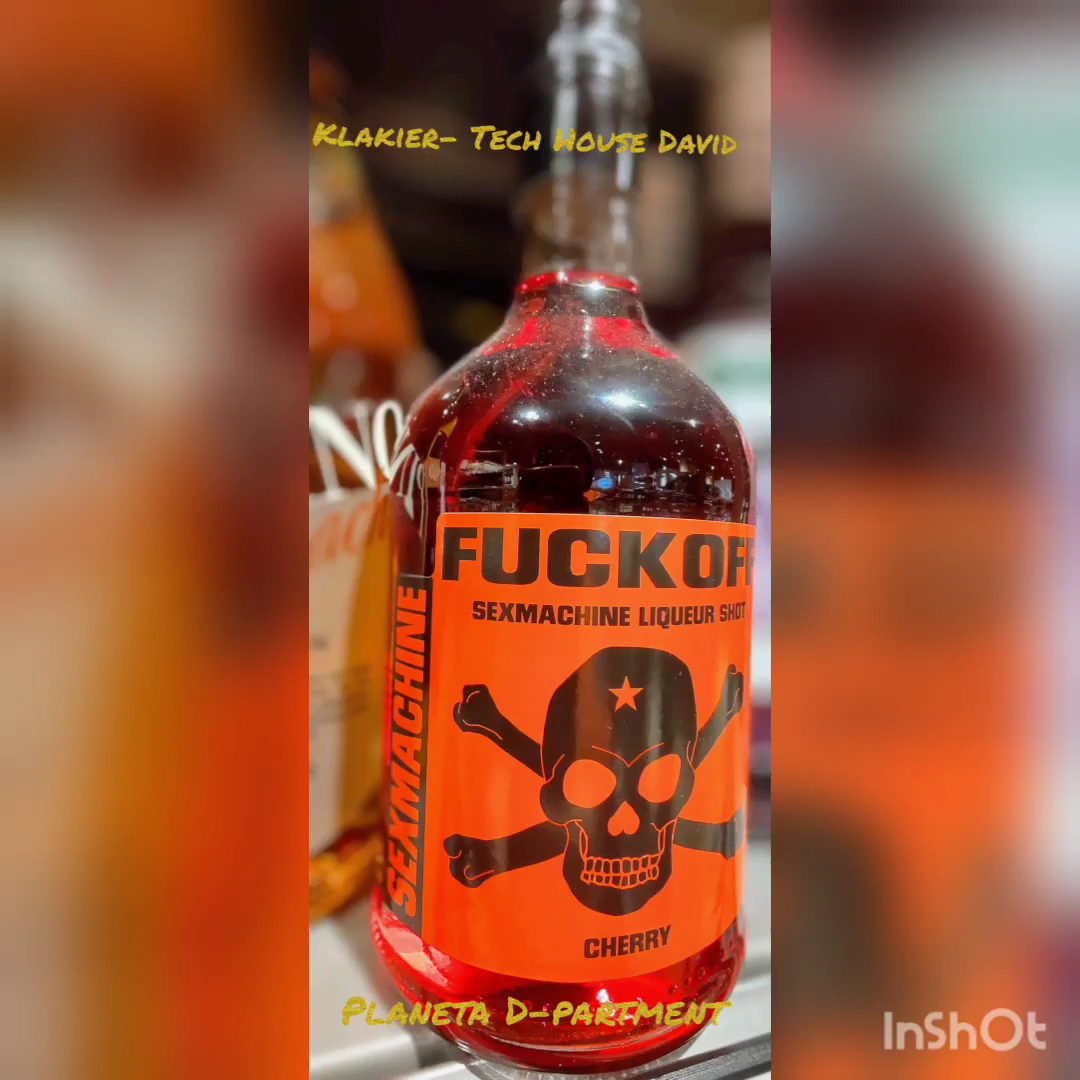 Klakier- Tech House David
FUCKOFF
SEXMACHINE LIQUEUR SHOT
SEXMACHINE
CHERRY
Planeta D-partment
InShOt